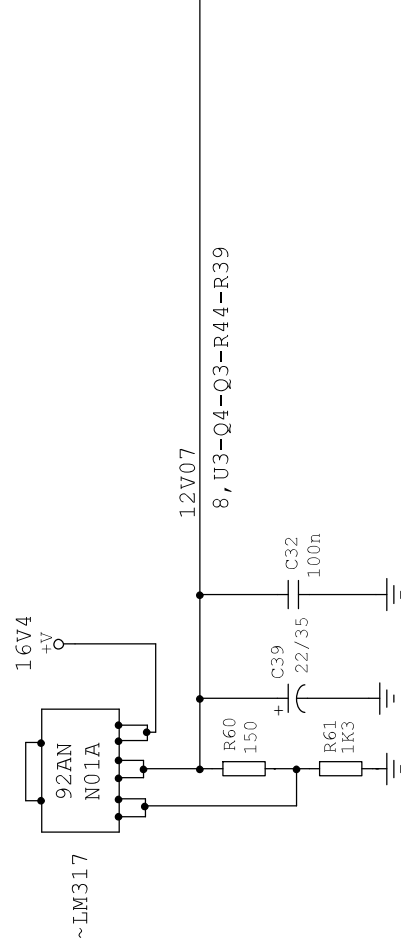 16V4
+V
92AN
N01A
~LM317
12V07
8,U3-Q4-Q3-R44-R39
R60
150
R61
1K3
C39
22/35
+
C32
100n